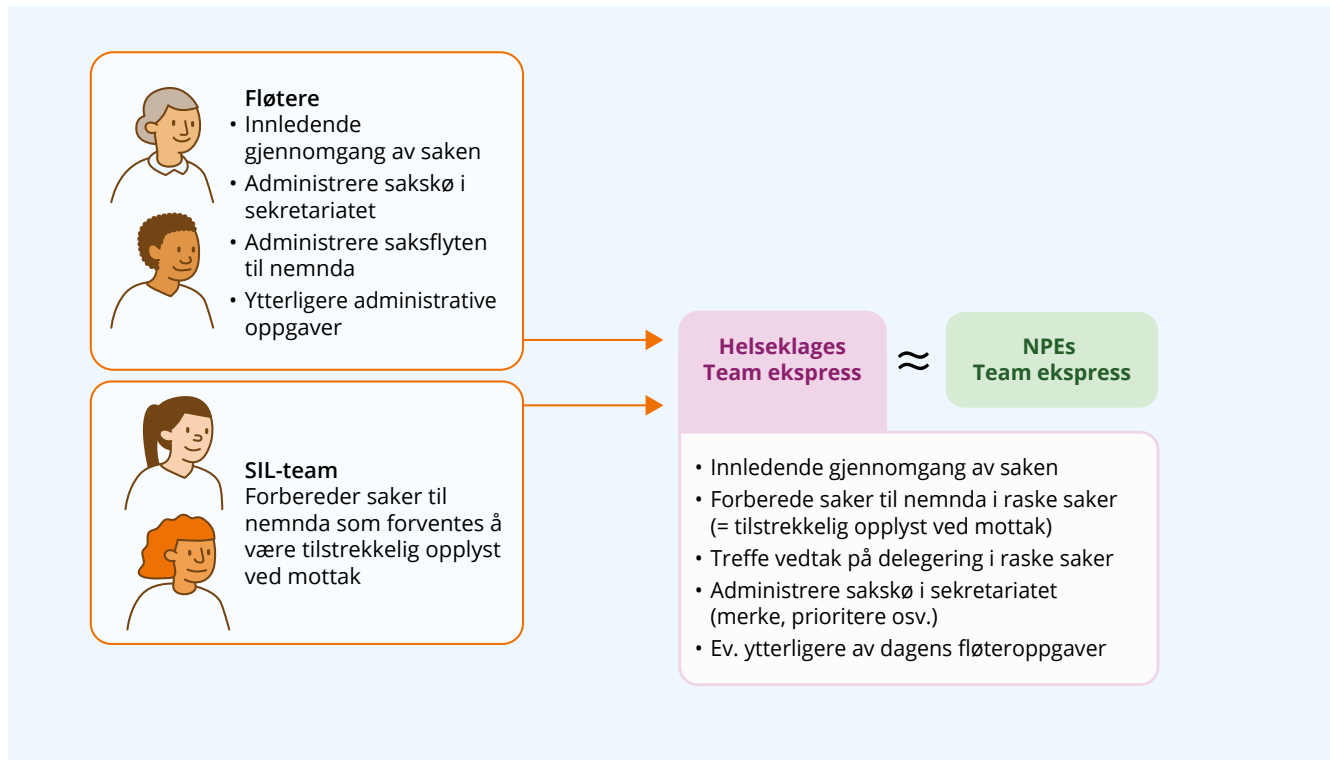 Fløtere
• Innledende
gjennomgang av saken
• Administrere sakskø i
sekretariatet
• Administrere saksflyten
til nemnda
• Ytterligere administrative
oppgaver
SIL-team
Forbereder saker til
nemnda som forventes å
være tilstrekkelig opplyst
ved mottak
Helseklages
Team ekspress
≈
NPEs
Team ekspress
• Innledende gjennomgang av saken
• Forberede saker til nemnda i raske saker
(= tilstrekkelig opplyst ved mottak)
• Treffe vedtak på delegering i raske saker
• Administrere sakskø i sekretariatet
(merke, prioritere osv.)
• Ev. ytterligere av dagens fløteroppgaver